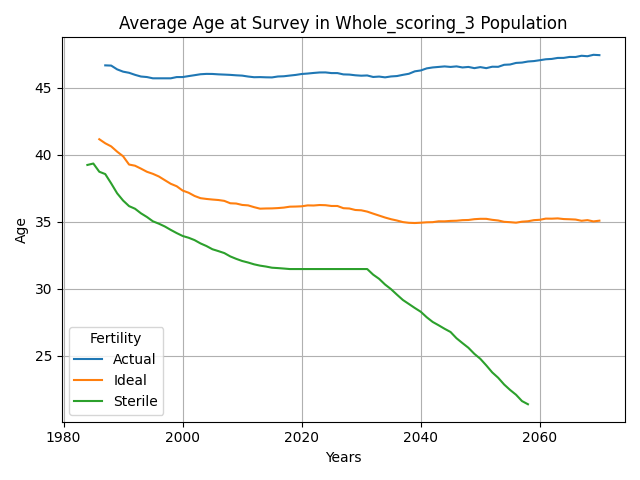 Average Age at Survey in Whole_scoring_3 Population
Age
45
40
35
30
25
Fertility
Actual
Ideal
Sterile
1980
2000
2020
2040
2060
Years